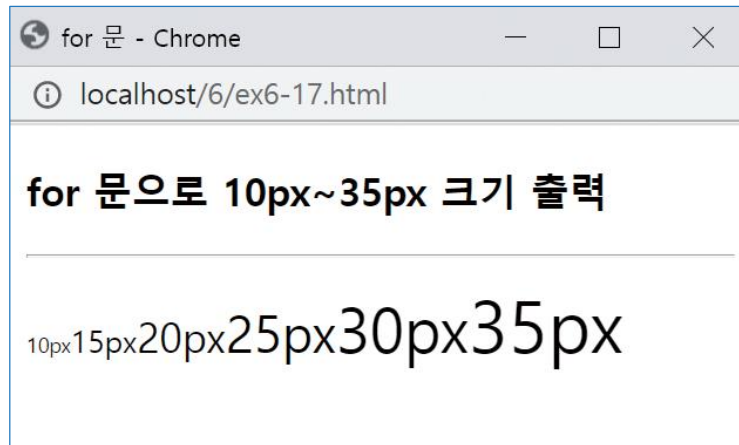 for 문 - Chrome
localhost/6/ex6-17.html
for 문으로 10px~35px 크기 출력
10px15px20px25px30px35px